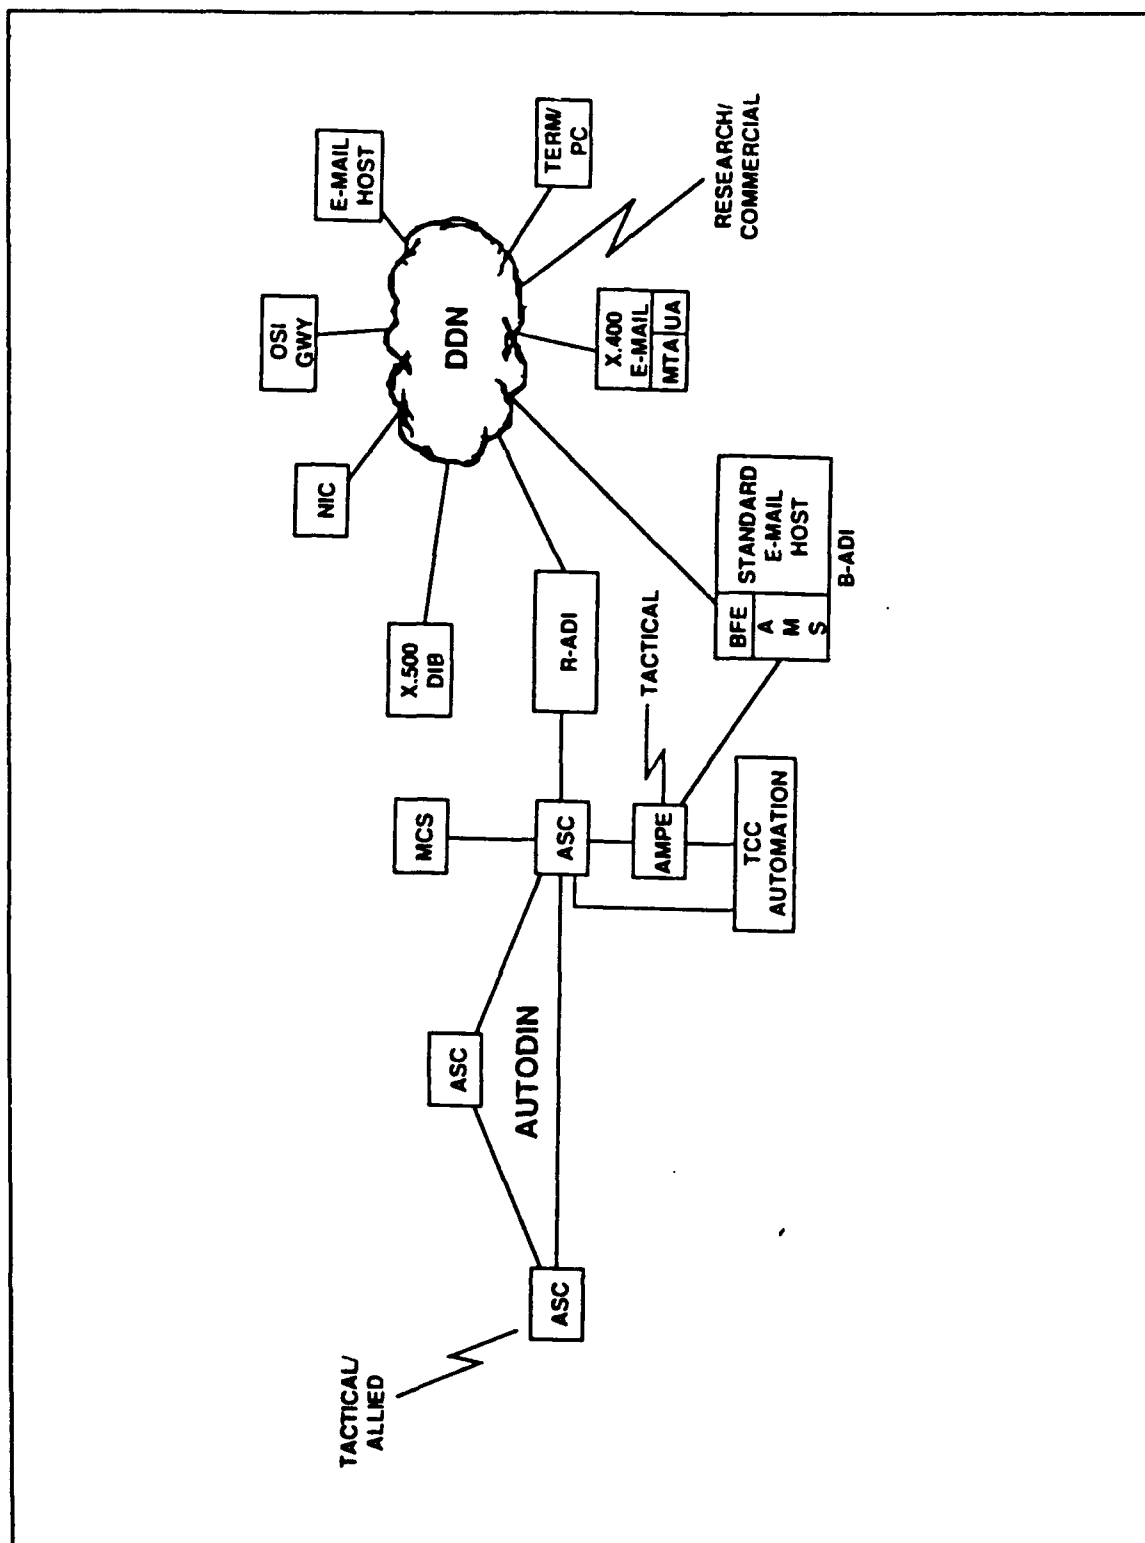 TACTICAL/
ALLIED
ASC
ASC
AUTODIN
MCS
ASC
AMPE
TCC
AUTOMATION
TACTICAL
R-ADI
X.500
DIB
NIC
OSI
GWY
E-MAIL
HOST
DDN
TERM/
PC
RESEARCH/
COMMERCIAL
X.400
E-MAIL
MTA UA
BFE
A
M
S
STANDARD
E-MAIL
HOST
B-ADI